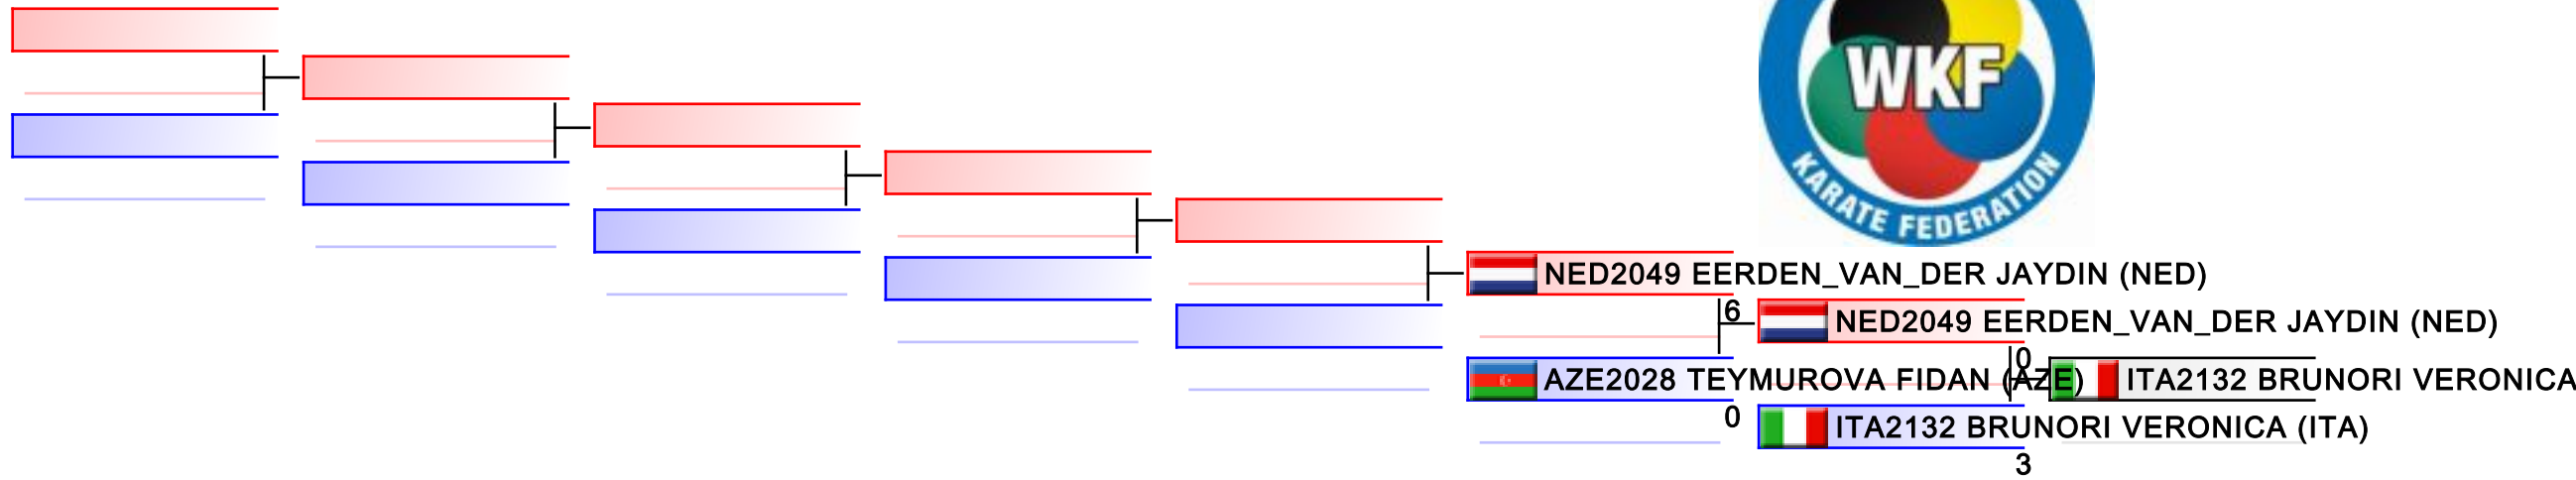 WKF
KARATE FEDERATION
NED2049 EERDEN_VAN_DER JAYDIN (NED)
6
NED2049 EERDEN_VAN_DER JAYDIN (NED)
0
AZE2028 TEYMUROVA FIDAN (AZE)
ITA2132 BRUNORI VERONICA
0
ITA2132 BRUNORI VERONICA (ITA)
3